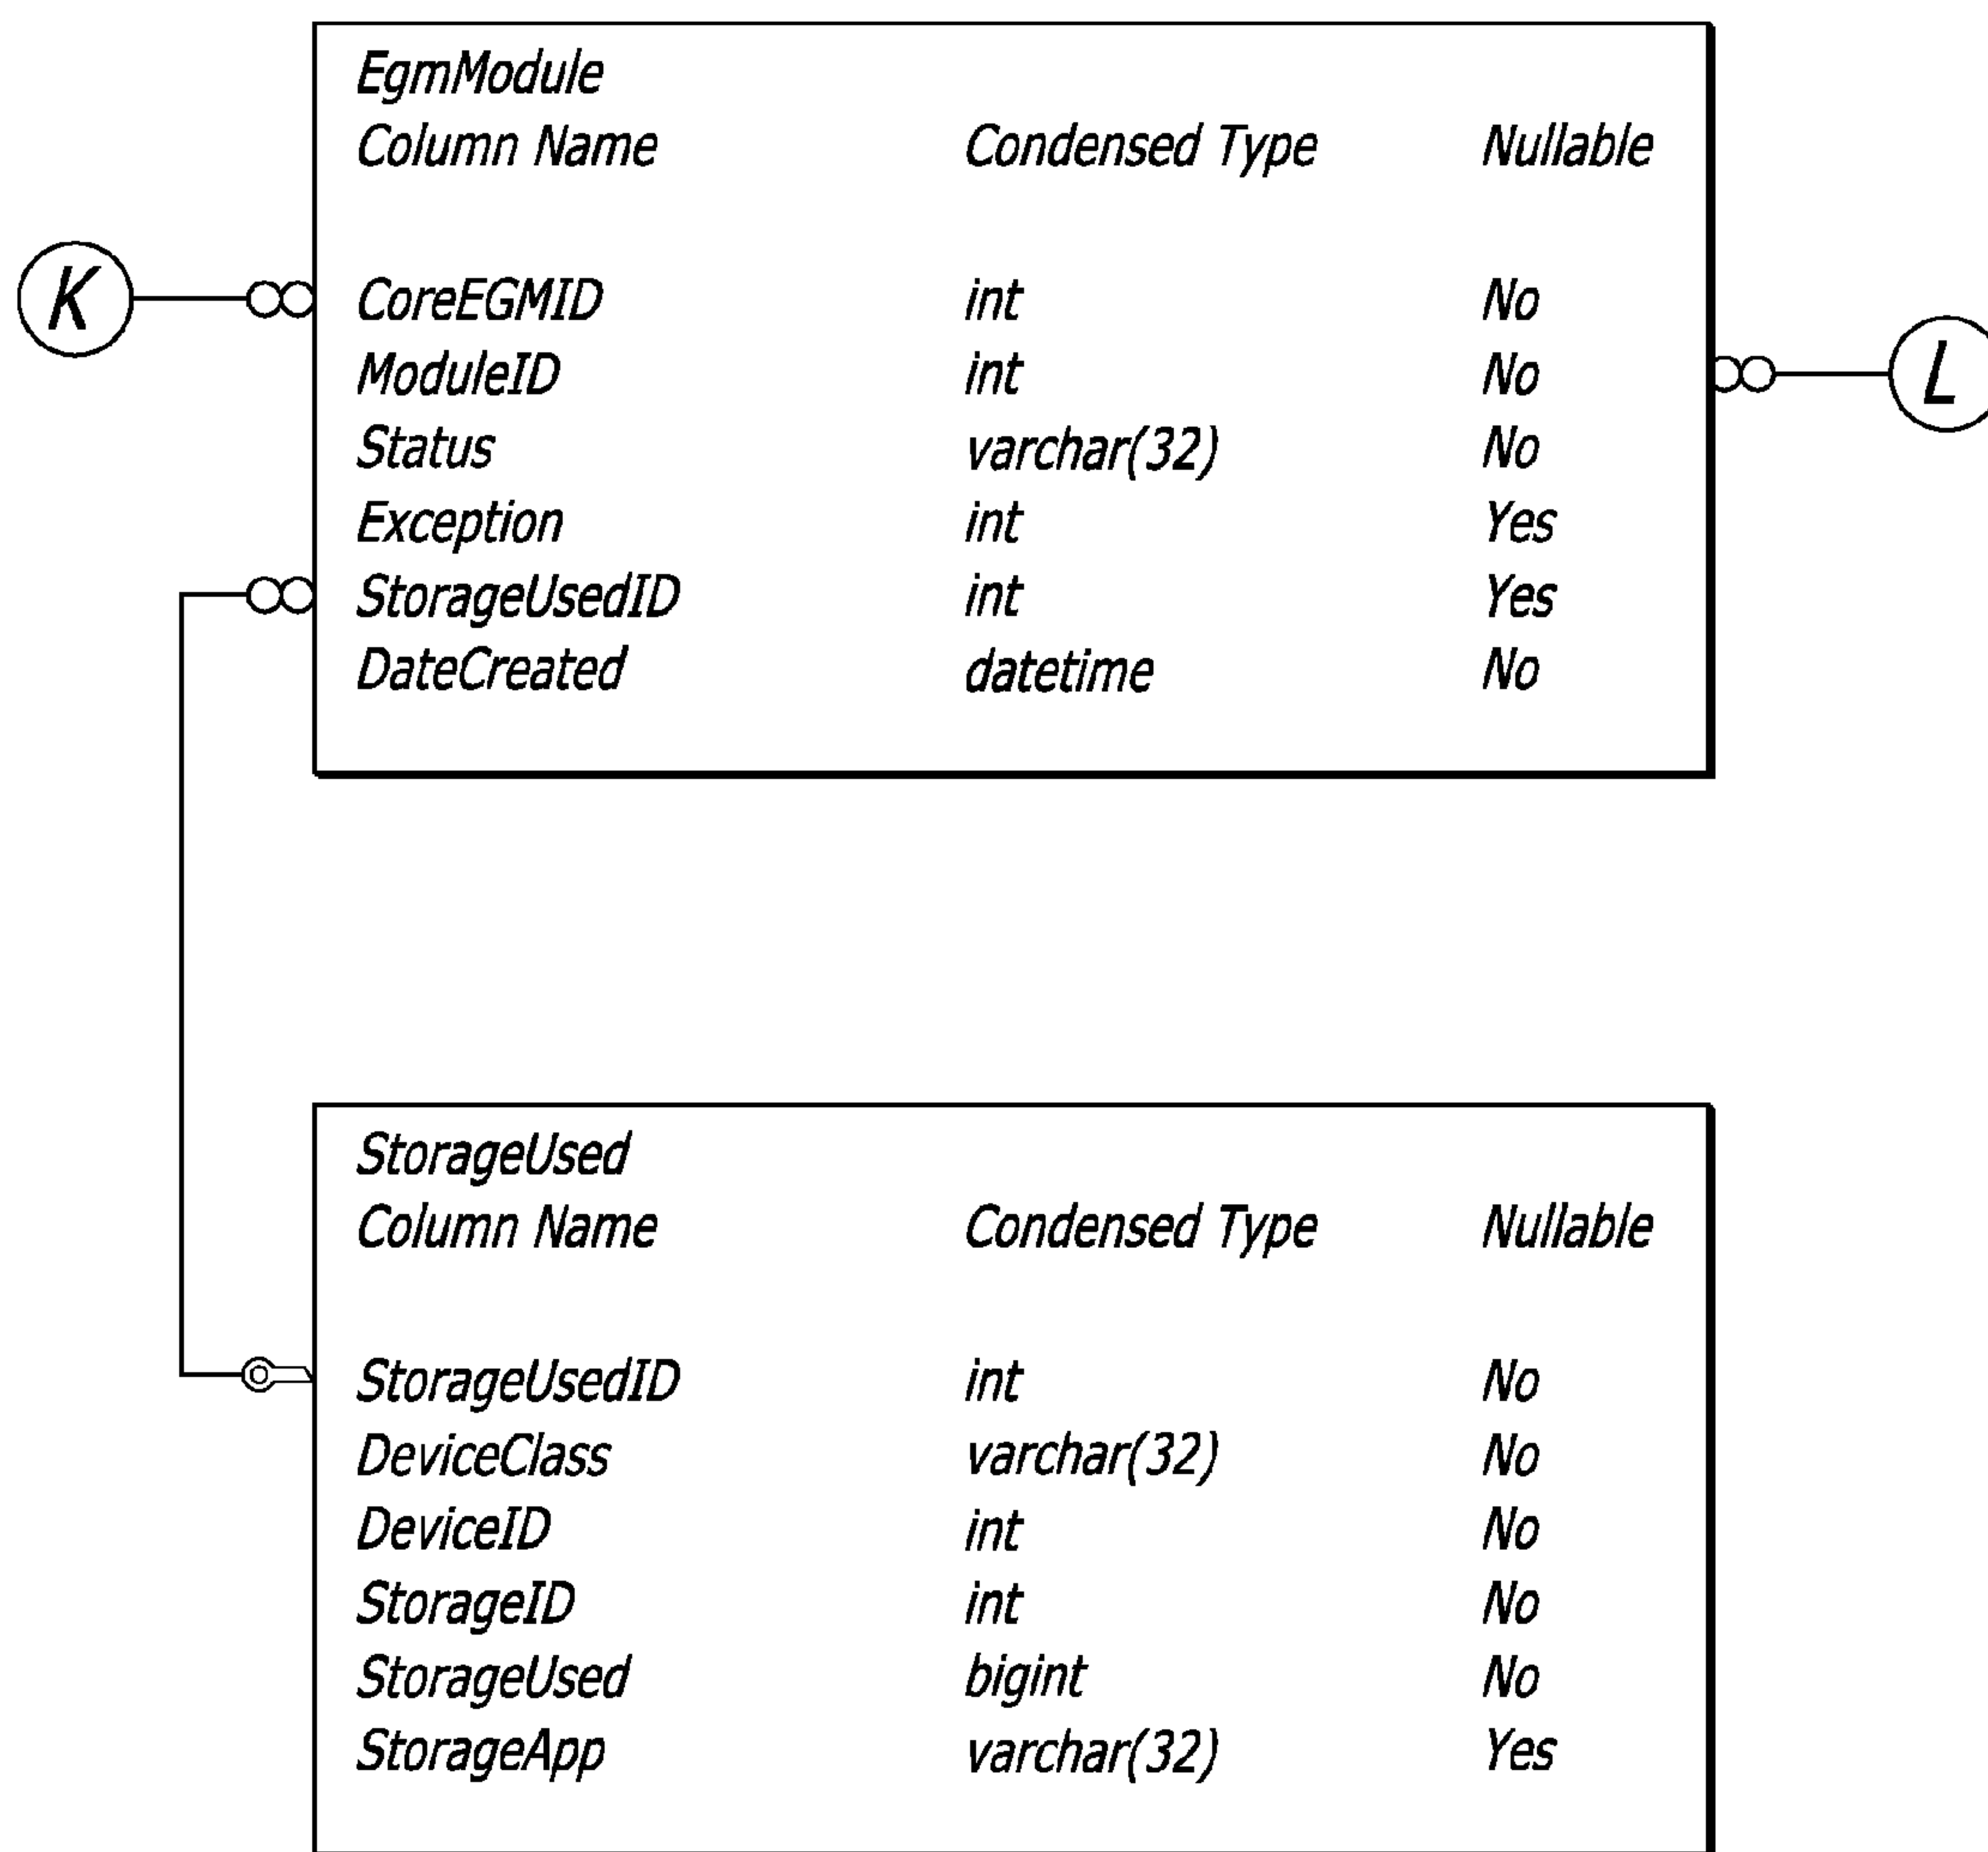 EgmModule
Column Name Condensed Type Nullable
K
CoreEGMID int No
ModuleID int No
L
Status varchar(32) No
Exception int Yes
StorageUsedID int Yes
DateCreated datetime No
StorageUsed
Column Name Condensed Type Nullable
StorageUsedID int No
DeviceClass varchar(32) No
DeviceID int No
StorageID int No
StorageUsed bigint No
StorageApp varchar(32) Yes